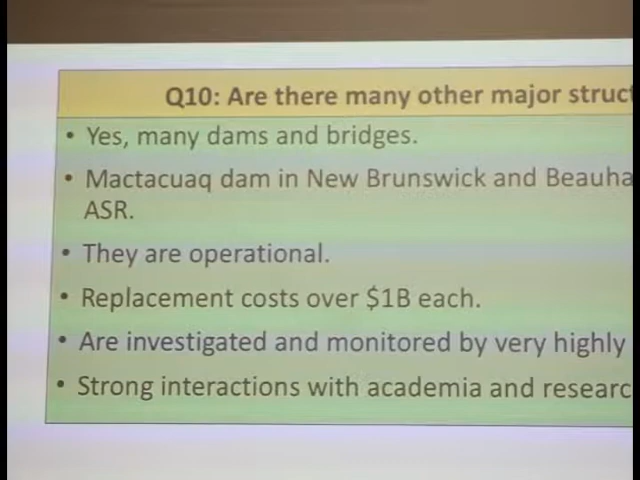 Q10: Are there many other major struct
• Yes, many dams and bridges.
• Mactacuaq dam in New Brunswick and Beauha
ASR.
• They are operational.
• Replacement costs over $1B each.
• Are investigated and monitored by very highly
• Strong interactions with academia and researc